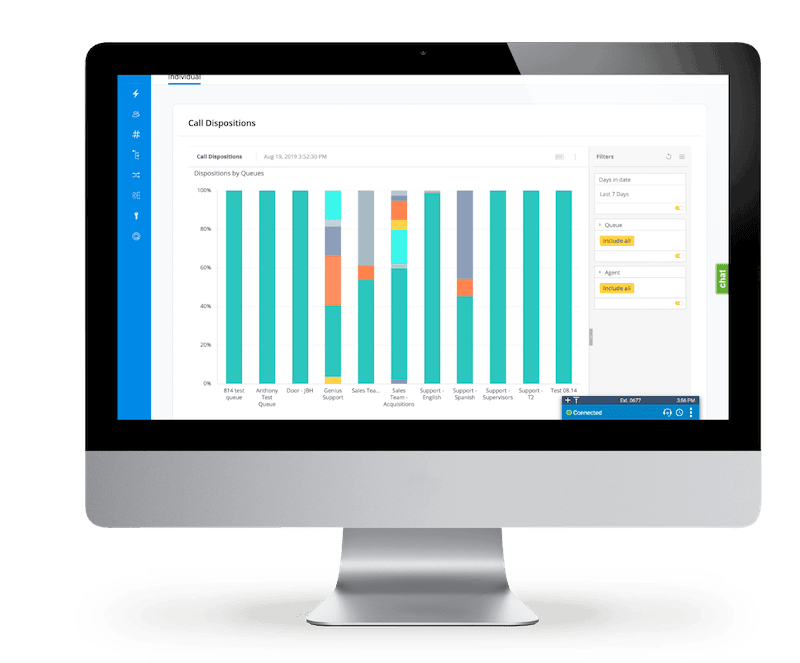 Individual
Call Dispositions
Call Dispositions
Aug 19, 2019 3:52:30 PM
Dispositions by Queues
100%
80%
60%
40%
20%
0%
814 test queue
Anthony Test Queue
Door - JBH
Genius Support
Sales Tea...
Sales Team - Acquisitions
Support - English
Support - Spanish
Support - Supervisors
Support - T2
Test 08.14
Filters
Days in date
Last 7 Days
Queue
Include all
Agent
Include all
chat
Ext. 0677
3:56 PM
Connected